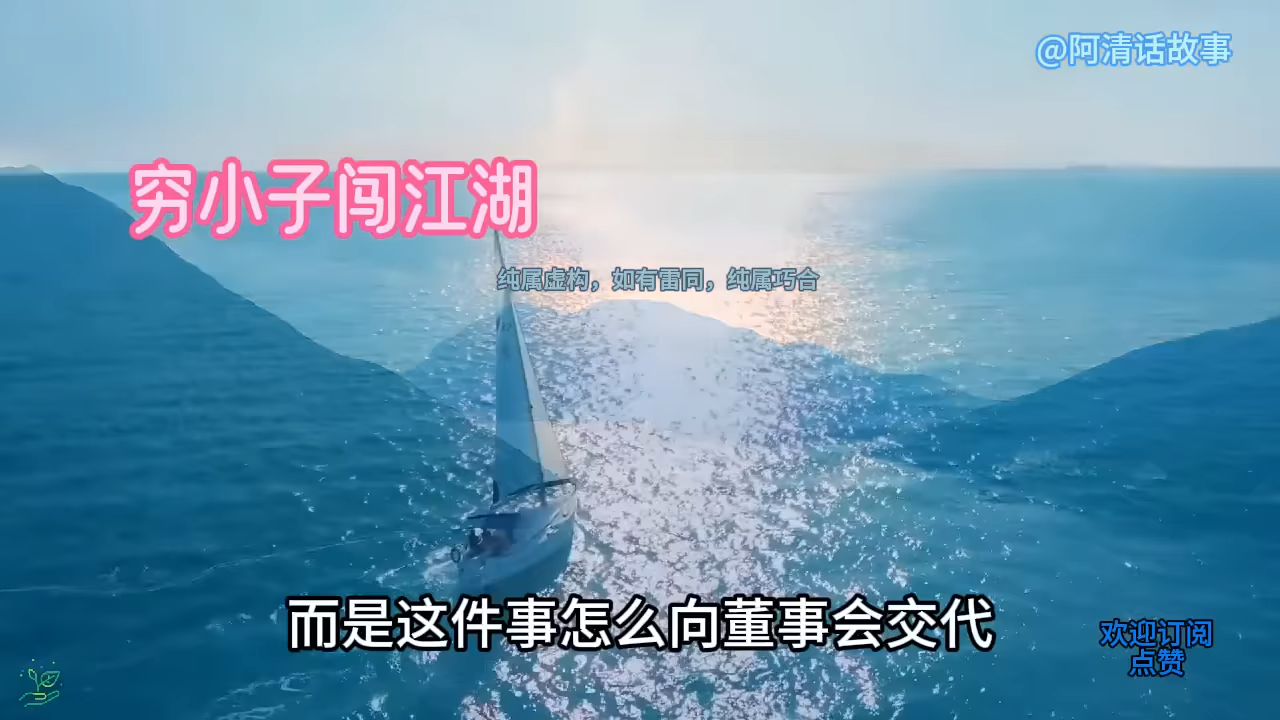 @阿清话故事
穷小子闯江湖
纯属虚构，如有雷同，纯属巧合
而是这件事怎么向董事会交代
欢迎订阅
点赞